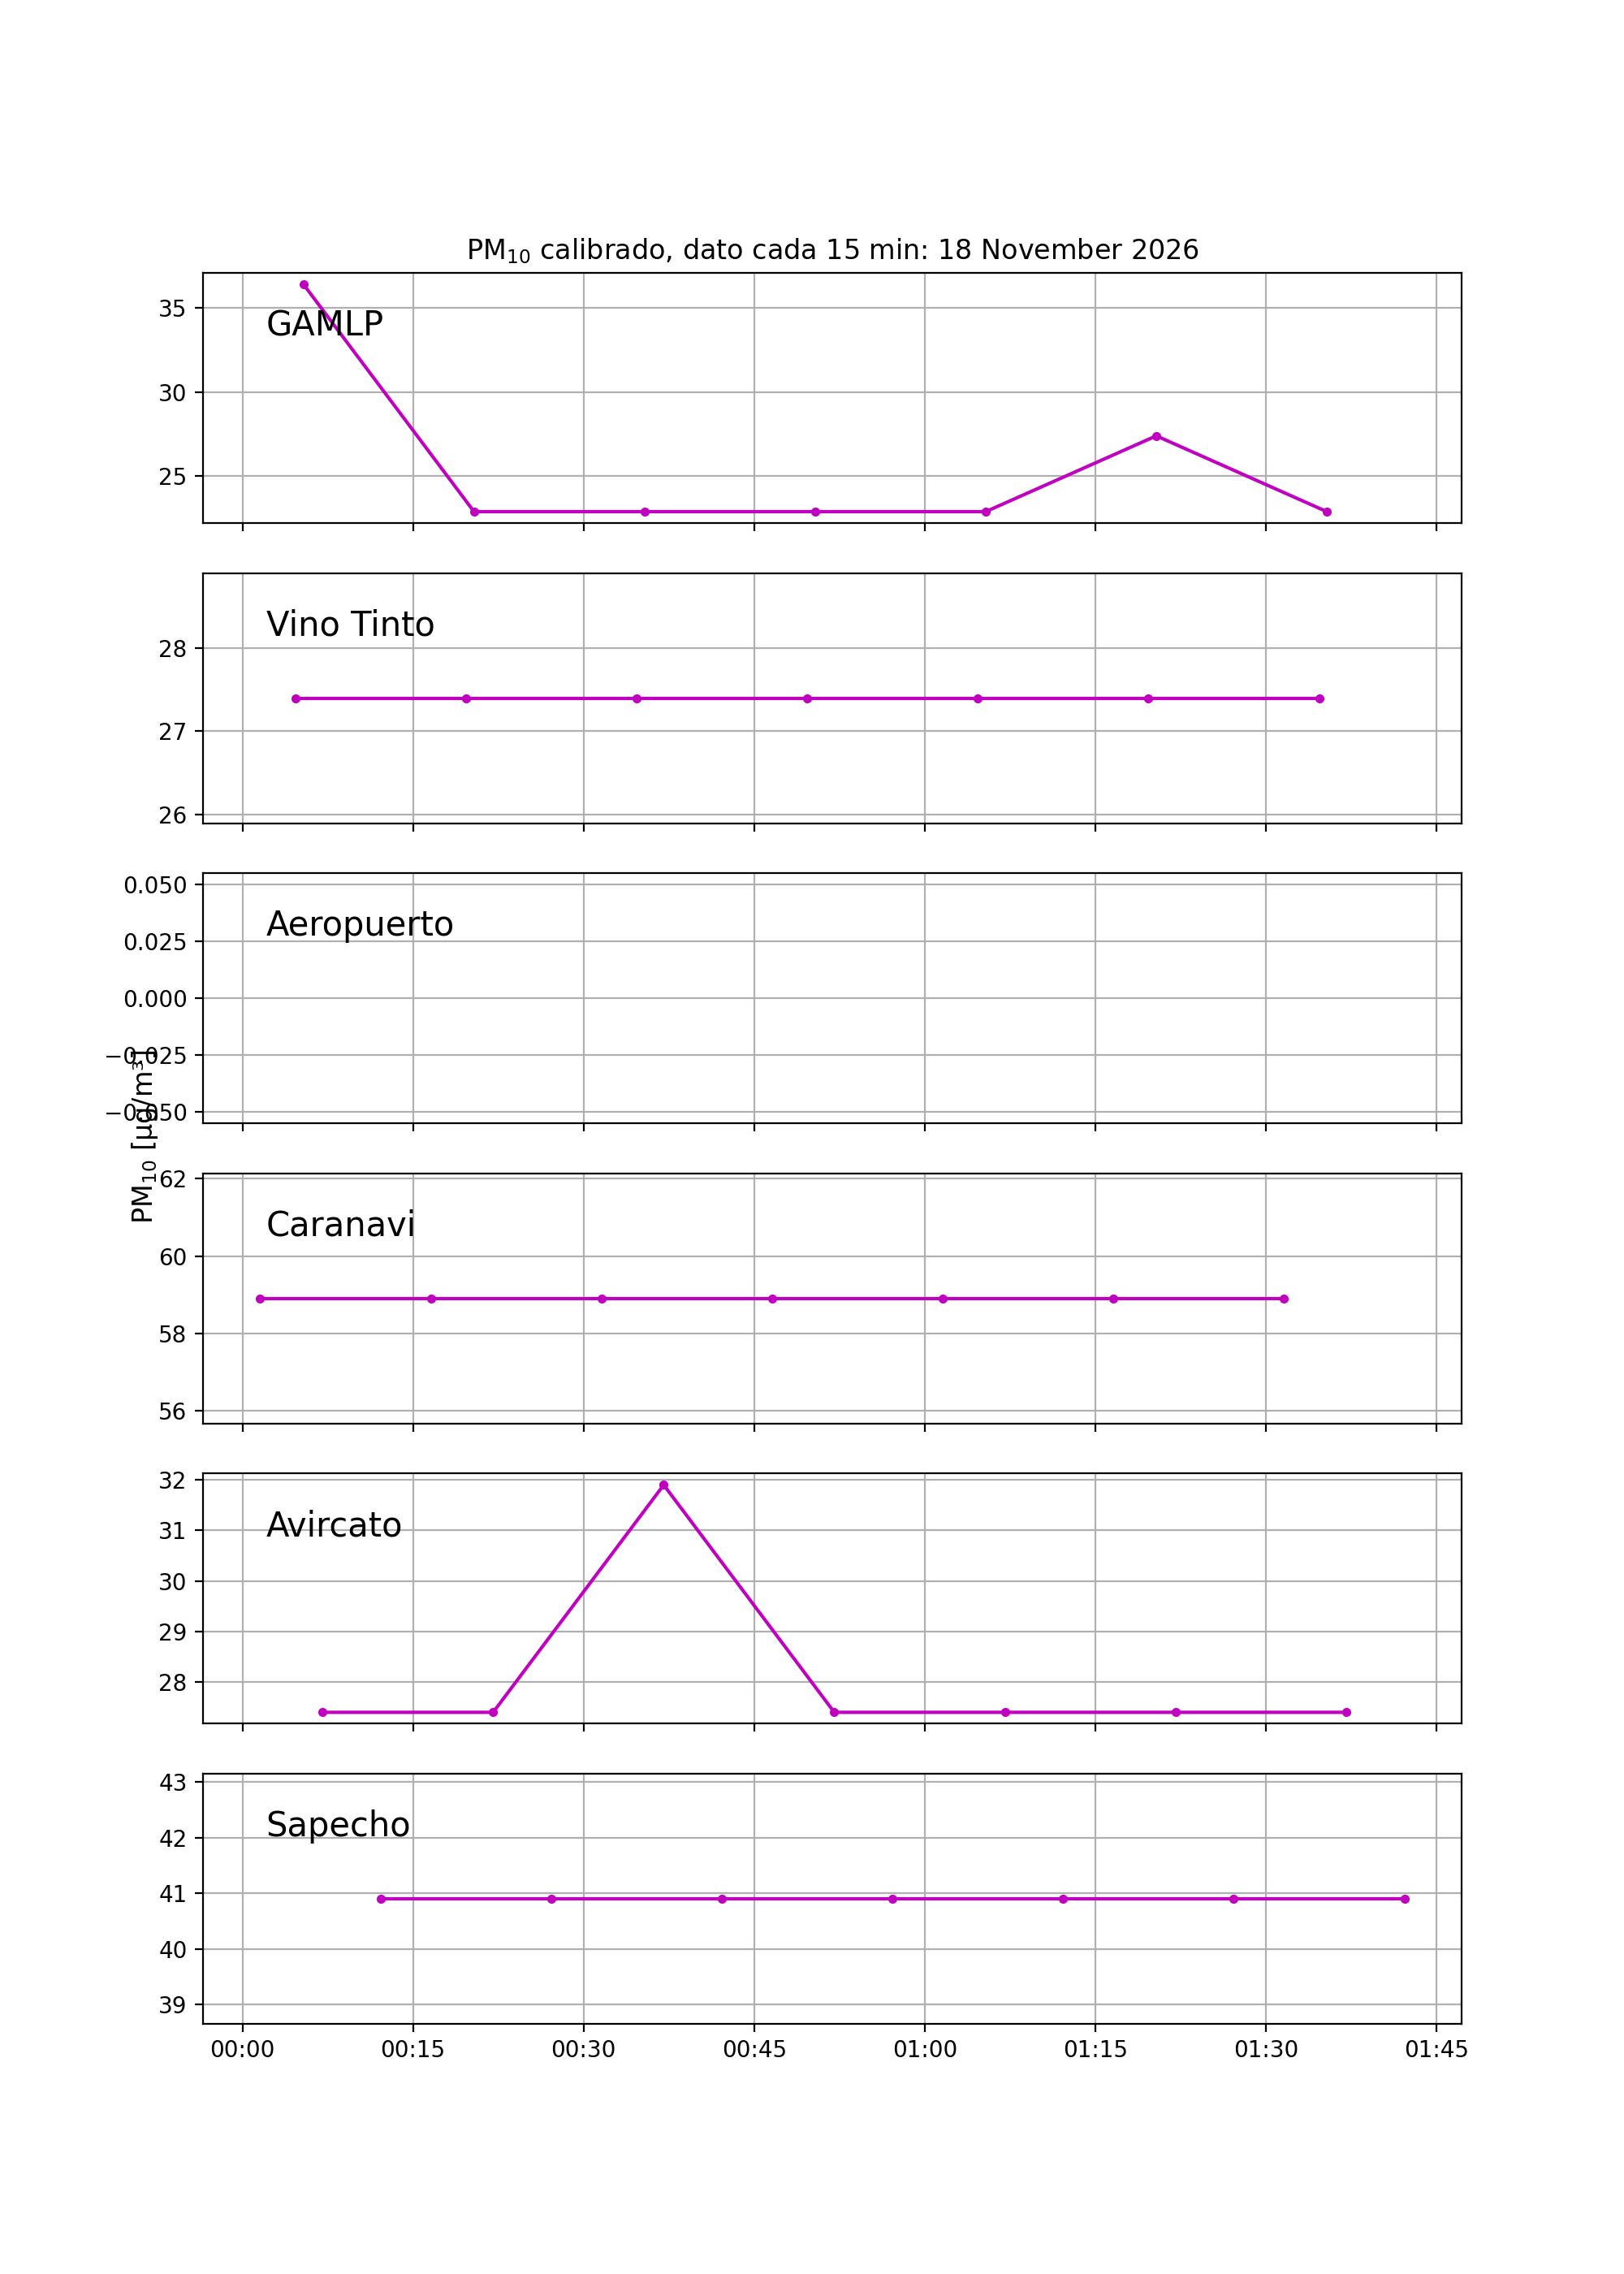 PM₁₀ calibrado, dato cada 15 min: 18 November 2026
GAMLP
35
30
25
Vino Tinto
28
27
26
Aeropuerto
0.050
0.025
0.000
−0.025
−0.050
PM₁₀ [µg/m³]
Caranavi
62
60
58
56
Avircato
32
31
30
29
28
Sapecho
43
42
41
40
39
00:00 00:15 00:30 00:45 01:00 01:15 01:30 01:45